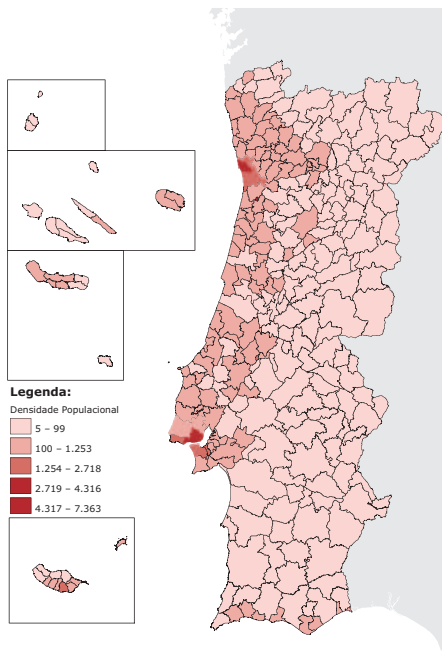 Legenda:
Densidade Populacional
5 – 99
100 – 1.253
1.254 – 2.718
2.719 – 4.316
4.317 – 7.363